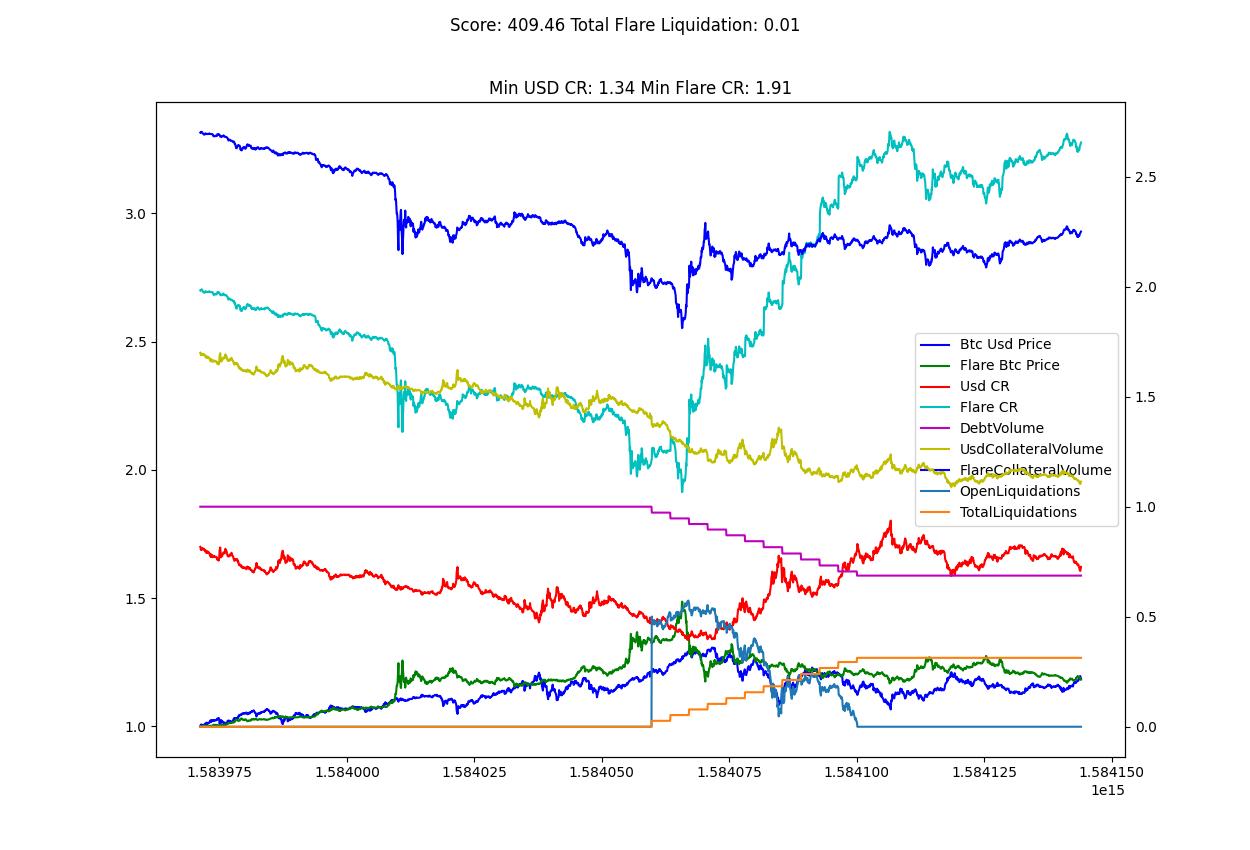 Score: 409.46 Total Flare Liquidation: 0.01
Min USD CR: 1.34 Min Flare CR: 1.91
3.0
2.5
2.0
1.5
1.0
2.5
2.0
1.5
1.0
0.5
0.0
Btc Usd Price
Flare Btc Price
Usd CR
Flare CR
DebtVolume
UsdCollateralVolume
FlareCollateralVolume
OpenLiquidations
TotalLiquidations
1.583975 1.584000 1.584025 1.584050 1.584075 1.584100 1.584125 1.584150
1e15